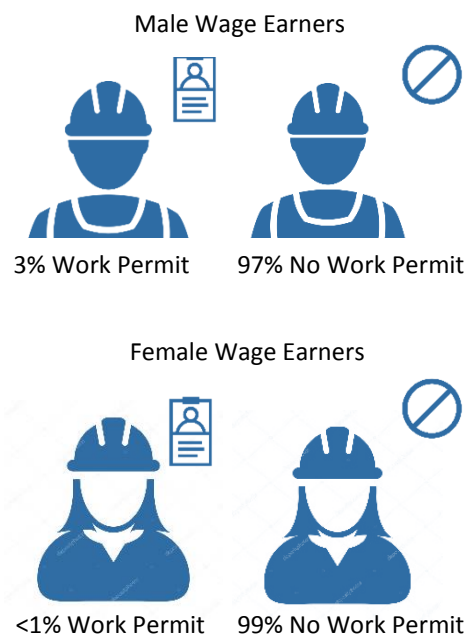 Male Wage Earners
3% Work Permit
97% No Work Permit
Female Wage Earners
<1% Work Permit
99% No Work Permit